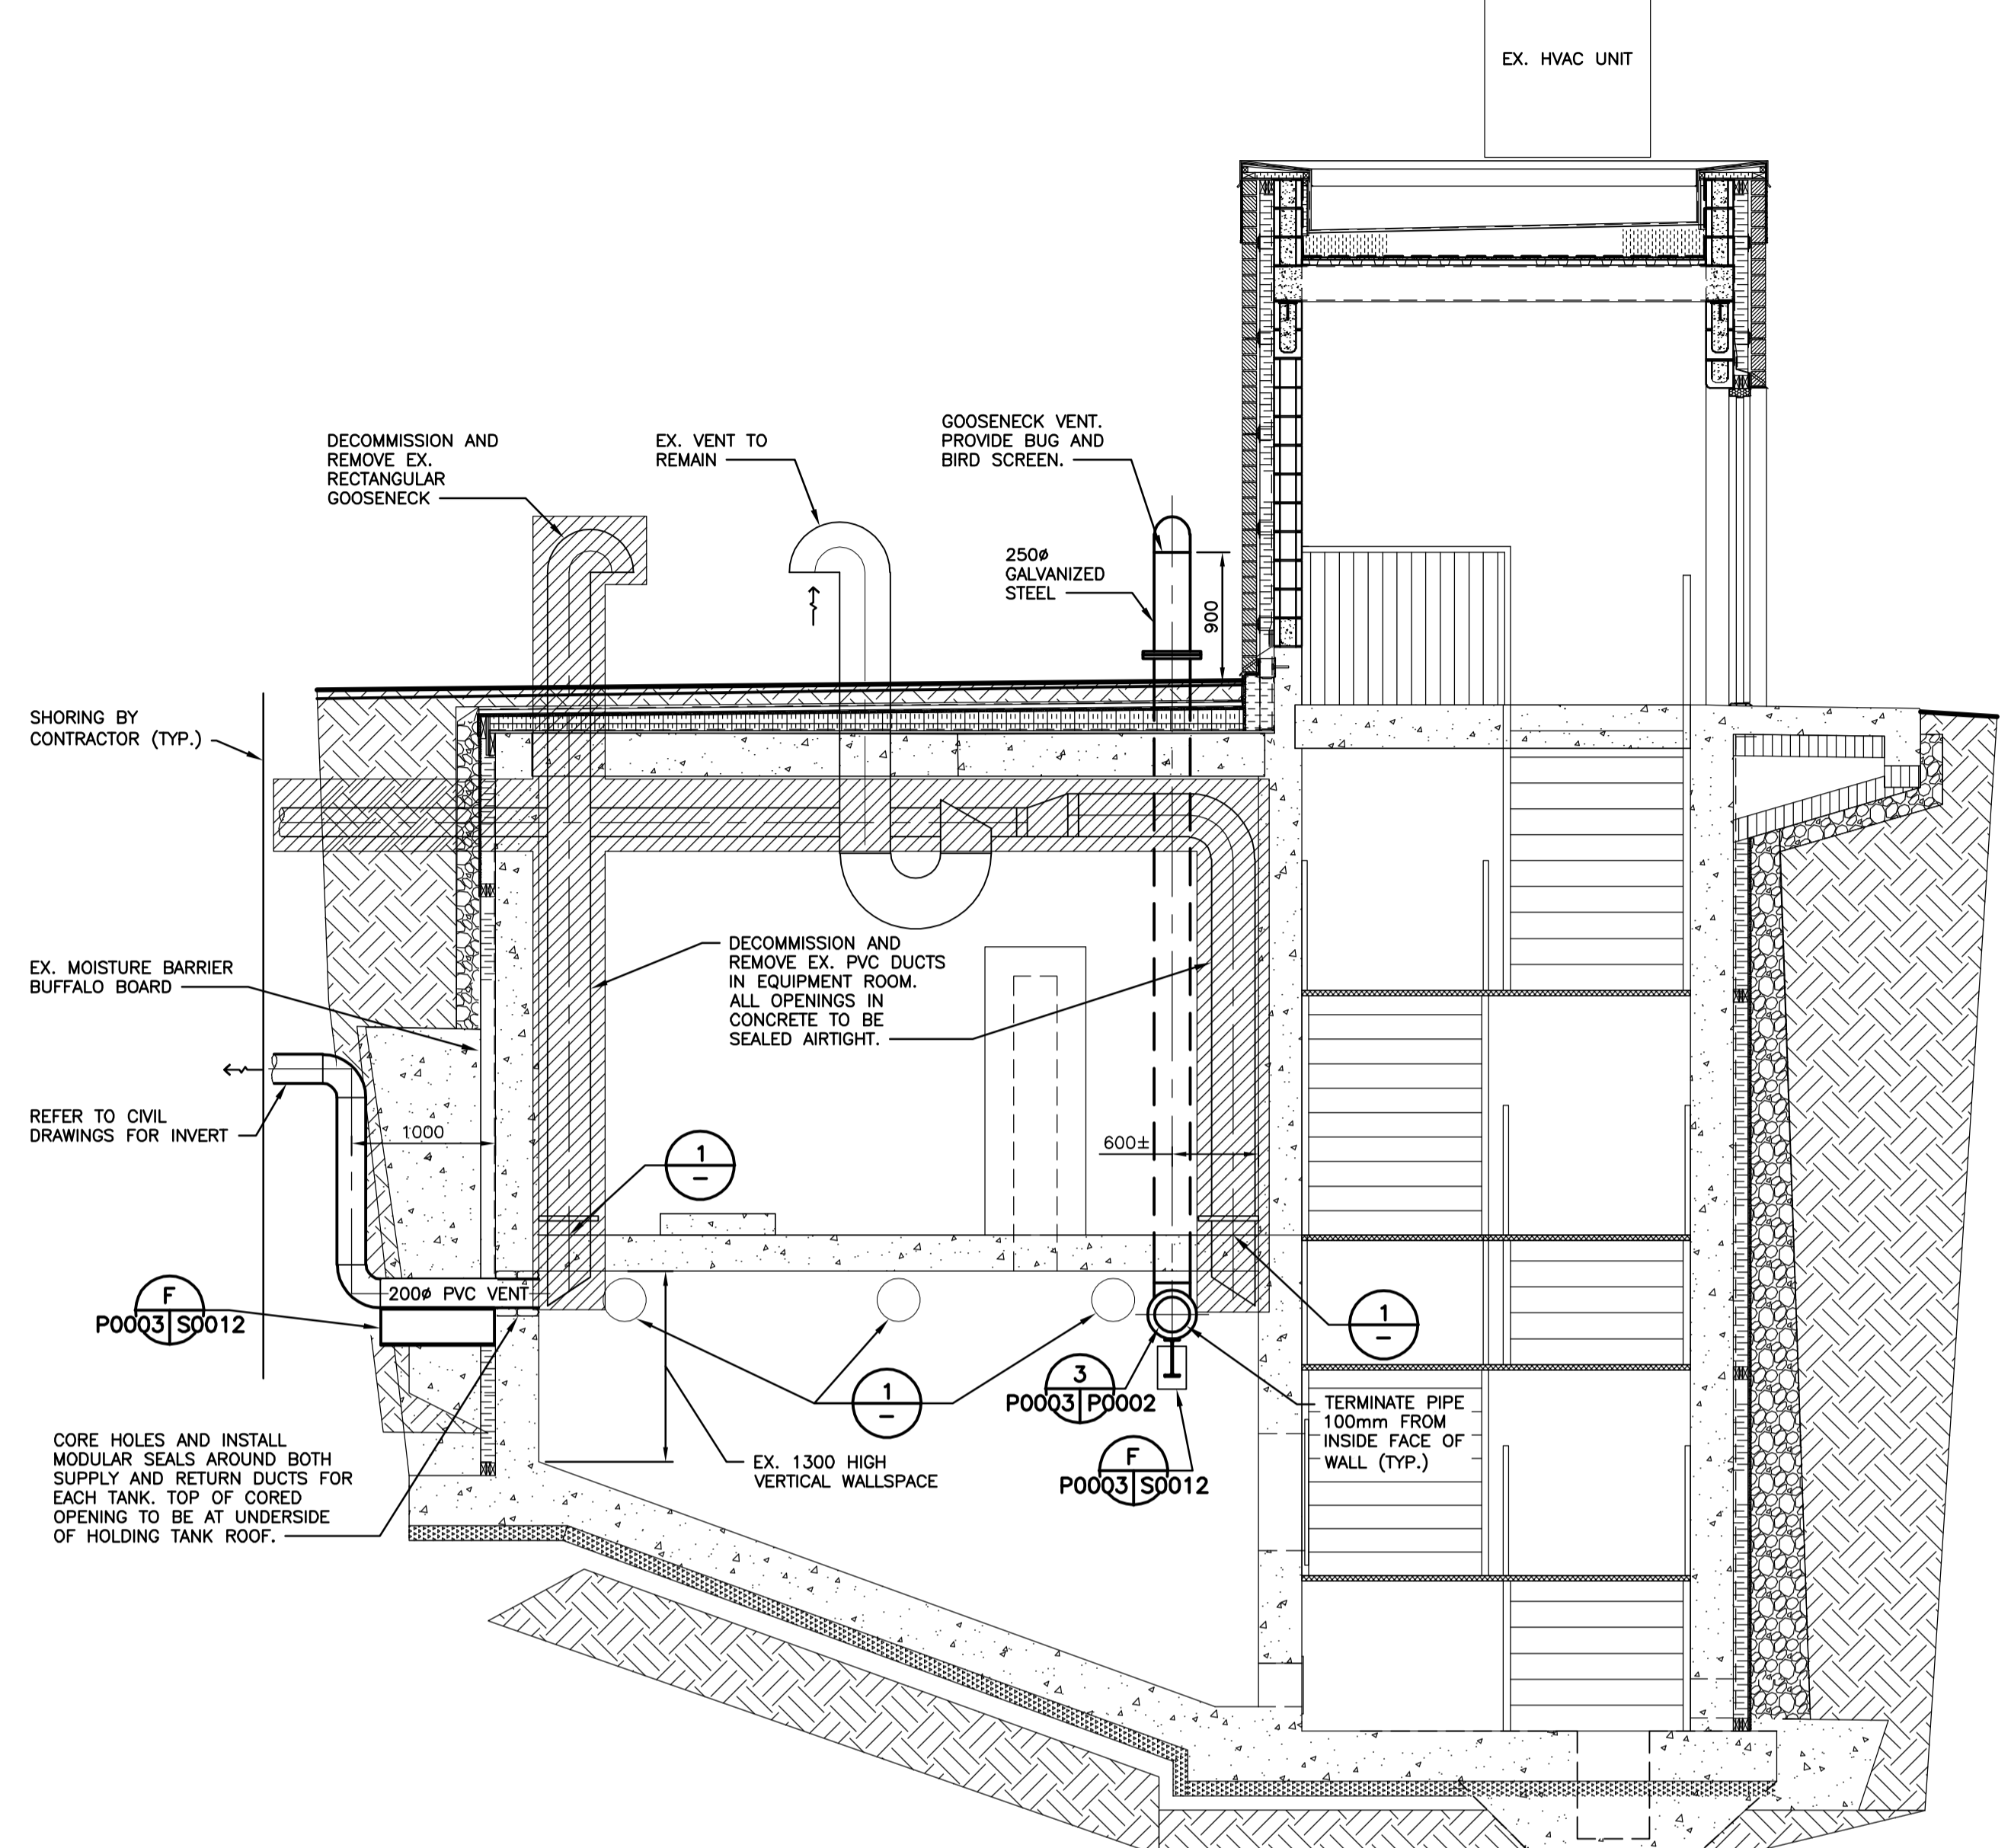 EX. HVAC UNIT
DECOMMISSION AND
REMOVE EX.
RECTANGULAR
GOOSENECK
EX. VENT TO
REMAIN
GOOSENECK VENT.
PROVIDE BUG AND
BIRD SCREEN.
250ø
GALVANIZED
STEEL
900
SHORING BY
CONTRACTOR (TYP.)
EX. MOISTURE BARRIER
BUFFALO BOARD
DECOMMISSION AND
REMOVE EX. PVC DUCTS
IN EQUIPMENT ROOM.
ALL OPENINGS IN
CONCRETE TO BE
SEALED AIRTIGHT.
REFER TO CIVIL
DRAWINGS FOR INVERT
1000
600±
1
–
200ø PVC VENT
F
P0003 S0012
1
–
1
–
3
P0003 P0002
F
P0003 S0012
TERMINATE PIPE
100mm FROM
INSIDE FACE OF
WALL (TYP.)
EX. 1300 HIGH
VERTICAL WALLSPACE
CORE HOLES AND INSTALL
MODULAR SEALS AROUND BOTH
SUPPLY AND RETURN DUCTS FOR
EACH TANK. TOP OF CORED
OPENING TO BE AT UNDERSIDE
OF HOLDING TANK ROOF.